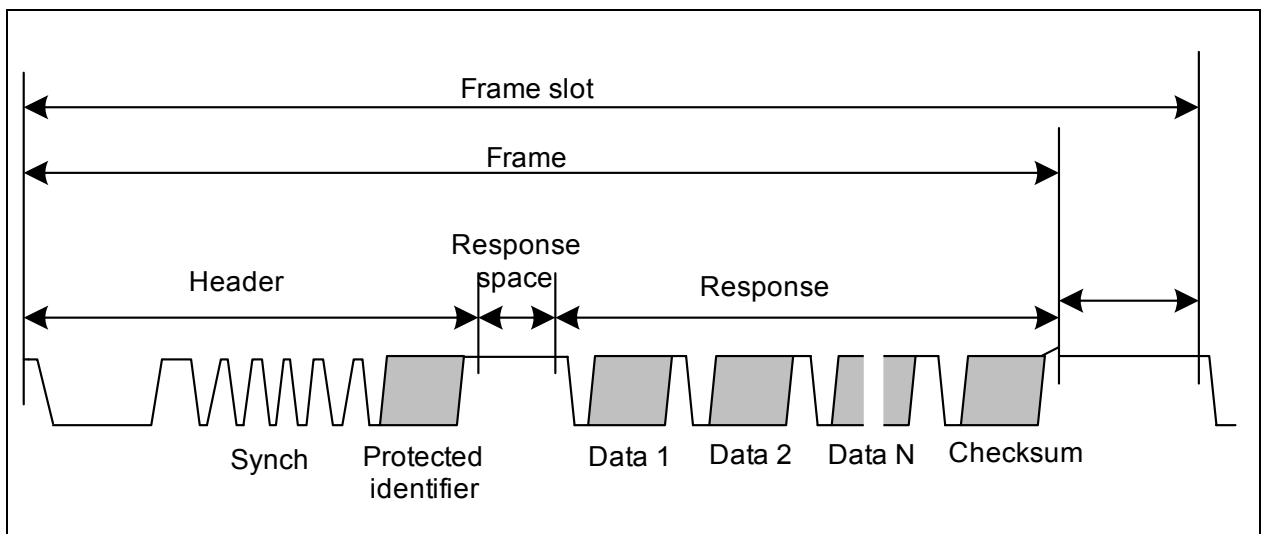 Frame slot
Frame
Header
Response
space
Response
Synch
Protected
identifier
Data 1
Data 2
Data N
Checksum